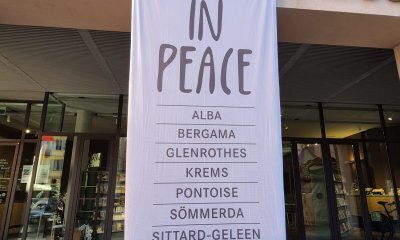 IN
PEACE
ALBA
BERGAMA
GLENROTHES
KREMS
PONTOISE
SÖMMERDA
SITTARD-GELEEN